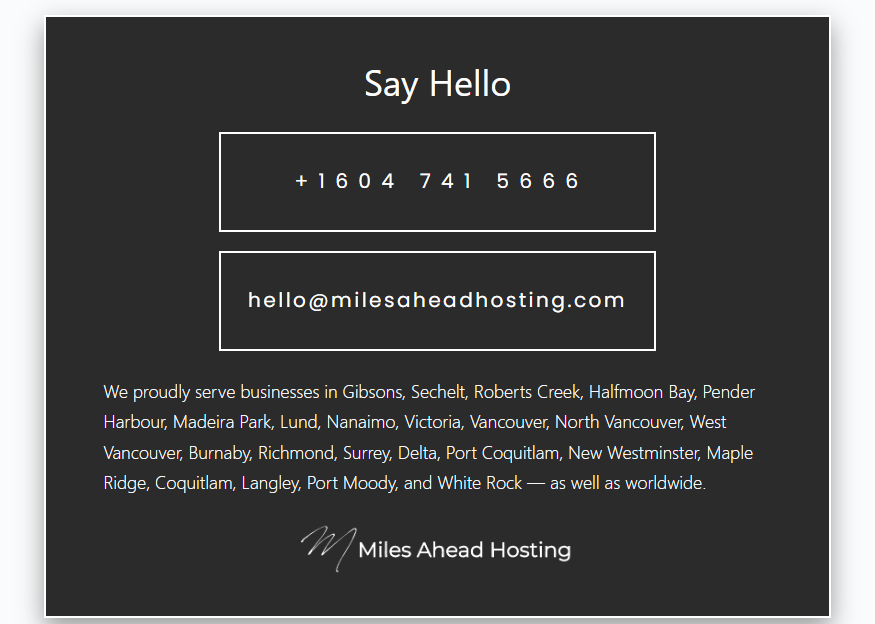 Say Hello
+1604 741 5666
hello@milesaheadhosting.com
We proudly serve businesses in Gibsons, Sechelt, Roberts Creek, Halfmoon Bay, Pender
Harbour, Madeira Park, Lund, Nanaimo, Victoria, Vancouver, North Vancouver, West
Vancouver, Burnaby, Richmond, Surrey, Delta, Port Coquitlam, New Westminster, Maple
Ridge, Coquitlam, Langley, Port Moody, and White Rock — as well as worldwide.
M Miles Ahead Hosting